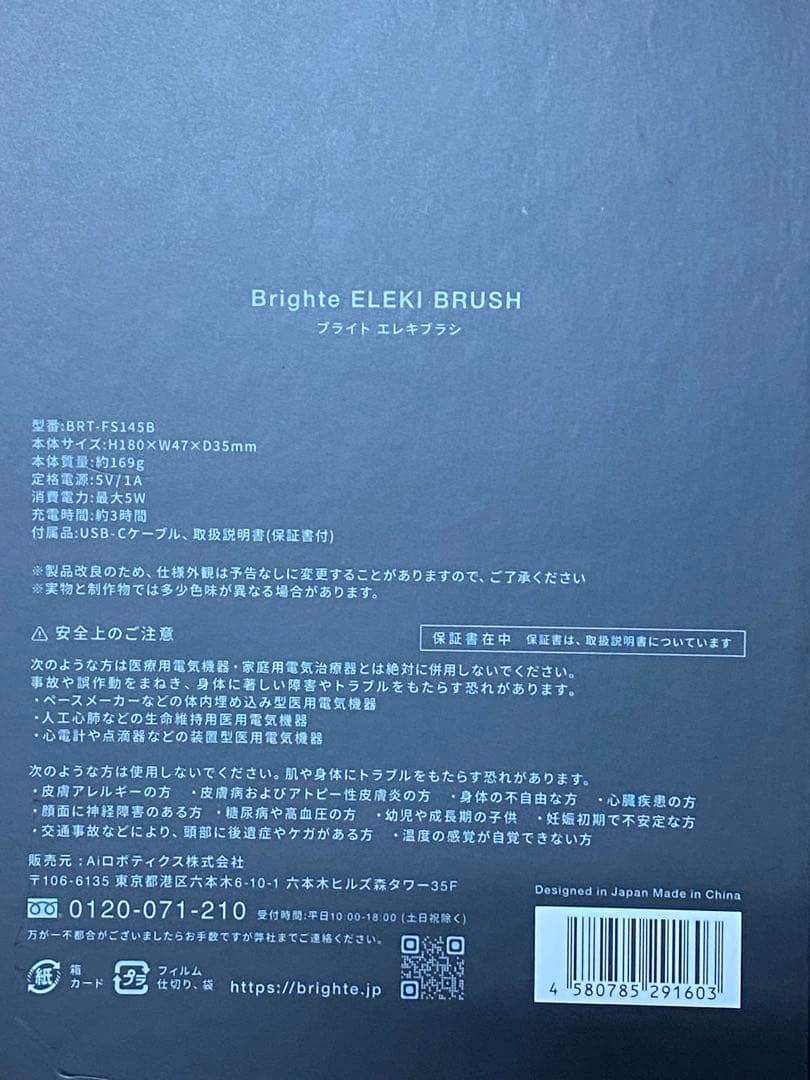 Brighte ELEKI BRUSH
ブライト エレキブラシ
型番:BRT-FS145B
本体サイズ:H180×W47×D35mm
本体質量:約169g
定格電源:5V/1A
消費電力:最大5W
充電時間:約3時間
付属品:USB-Cケーブル、取扱説明書(保証書付)
※製品改良のため、仕様外観は予告なしに変更することがありますので、ご了承ください
※実物と制作物では多少色味が異なる場合があります。
⚠ 安全上のご注意
保証書在中 保証書は、取扱説明書についています
次のような方は医療用電気機器・家庭用電気治療器とは絶対に併用しないでください。
事故や誤作動をまねき、身体に著しい障害やトラブルをもたらす恐れがあります。
・ペースメーカーなどの体内埋め込み型医用電気機器
・人工心肺などの生命維持用医用電気機器
・心電計や点滴器などの装置型医用電気機器
次のような方は使用しないでください。肌や身体にトラブルをもたらす恐れがあります。
・皮膚アレルギーの方 ・皮膚病およびアトピー性皮膚炎の方 ・身体の不自由な方 ・心臓疾患の方
・顔面に神経障害のある方 ・糖尿病や高血圧の方 ・幼児や成長期の子供 ・妊娠初期で不安定な方
・交通事故などにより、頭部に後遺症やケガがある方 ・温度の感覚が自覚できない方
販売元:Aiロボティクス株式会社
〒106-6135 東京都港区六本木6-10-1 六本木ヒルズ森タワー35F
0120-071-210 受付時間:平日10:00-18:00 (土日祝除く)
万が一不都合がございましたらお手数ですが弊社までご連絡ください。
紙 箱 カード プラ フィルム 仕切り、袋 https://brighte.jp
Designed in Japan Made in China
4 580785 291603